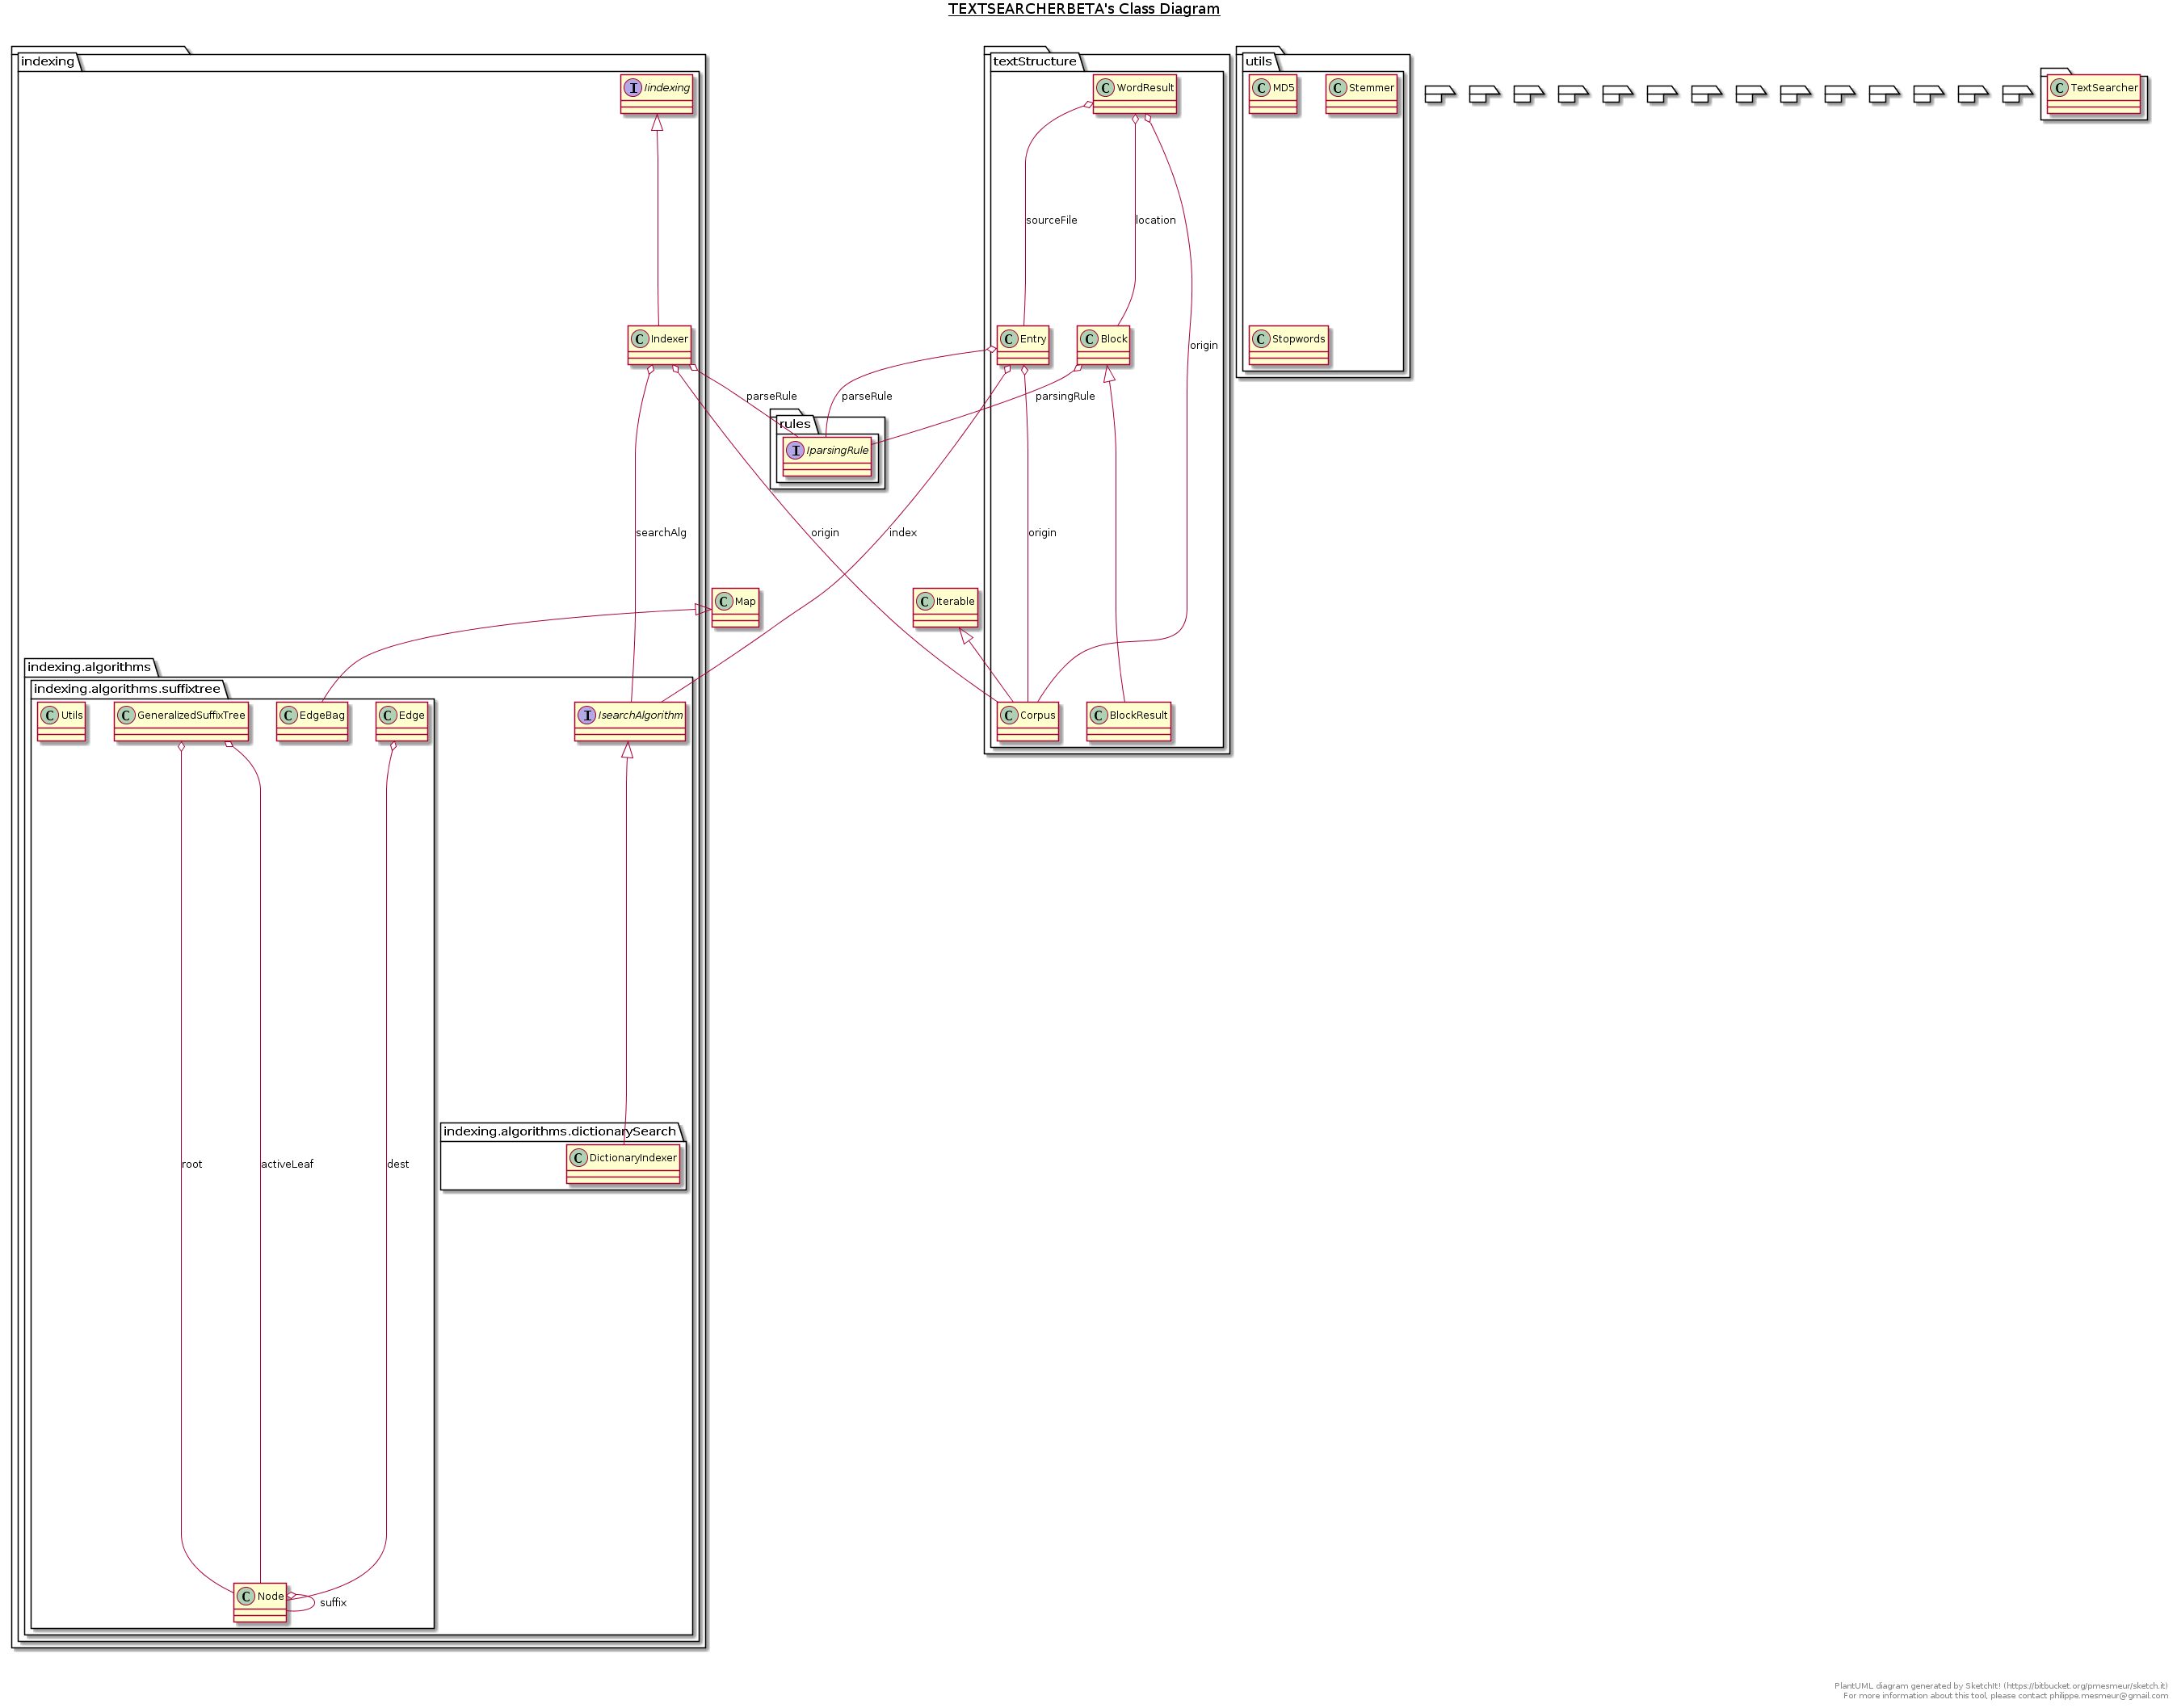 TEXTSEARCHERBETA's Class Diagram
indexing
I Iindexing
textStructure
C WordResult
utils
C MD5
C Stemmer
C TextSearcher
sourceFile
location
origin
C Indexer
C Entry
C Block
C Stopwords
parseRule
parseRule
parsingRule
rules
I IparsingRule
searchAlg
origin
index
origin
C Map
C Iterable
indexing.algorithms
indexing.algorithms.suffixtree
C Utils
C GeneralizedSuffixTree
C EdgeBag
C Edge
I IsearchAlgorithm
C Corpus
C BlockResult
indexing.algorithms.dictionarySearch
C DictionaryIndexer
root
activeLeaf
dest
C Node
suffix
PlantUML diagram generated by SketchIt! (https://bitbucket.org/pmesmeur/sketch.it)
For more information about this tool, please contact philippe.mesmeur@gmail.com